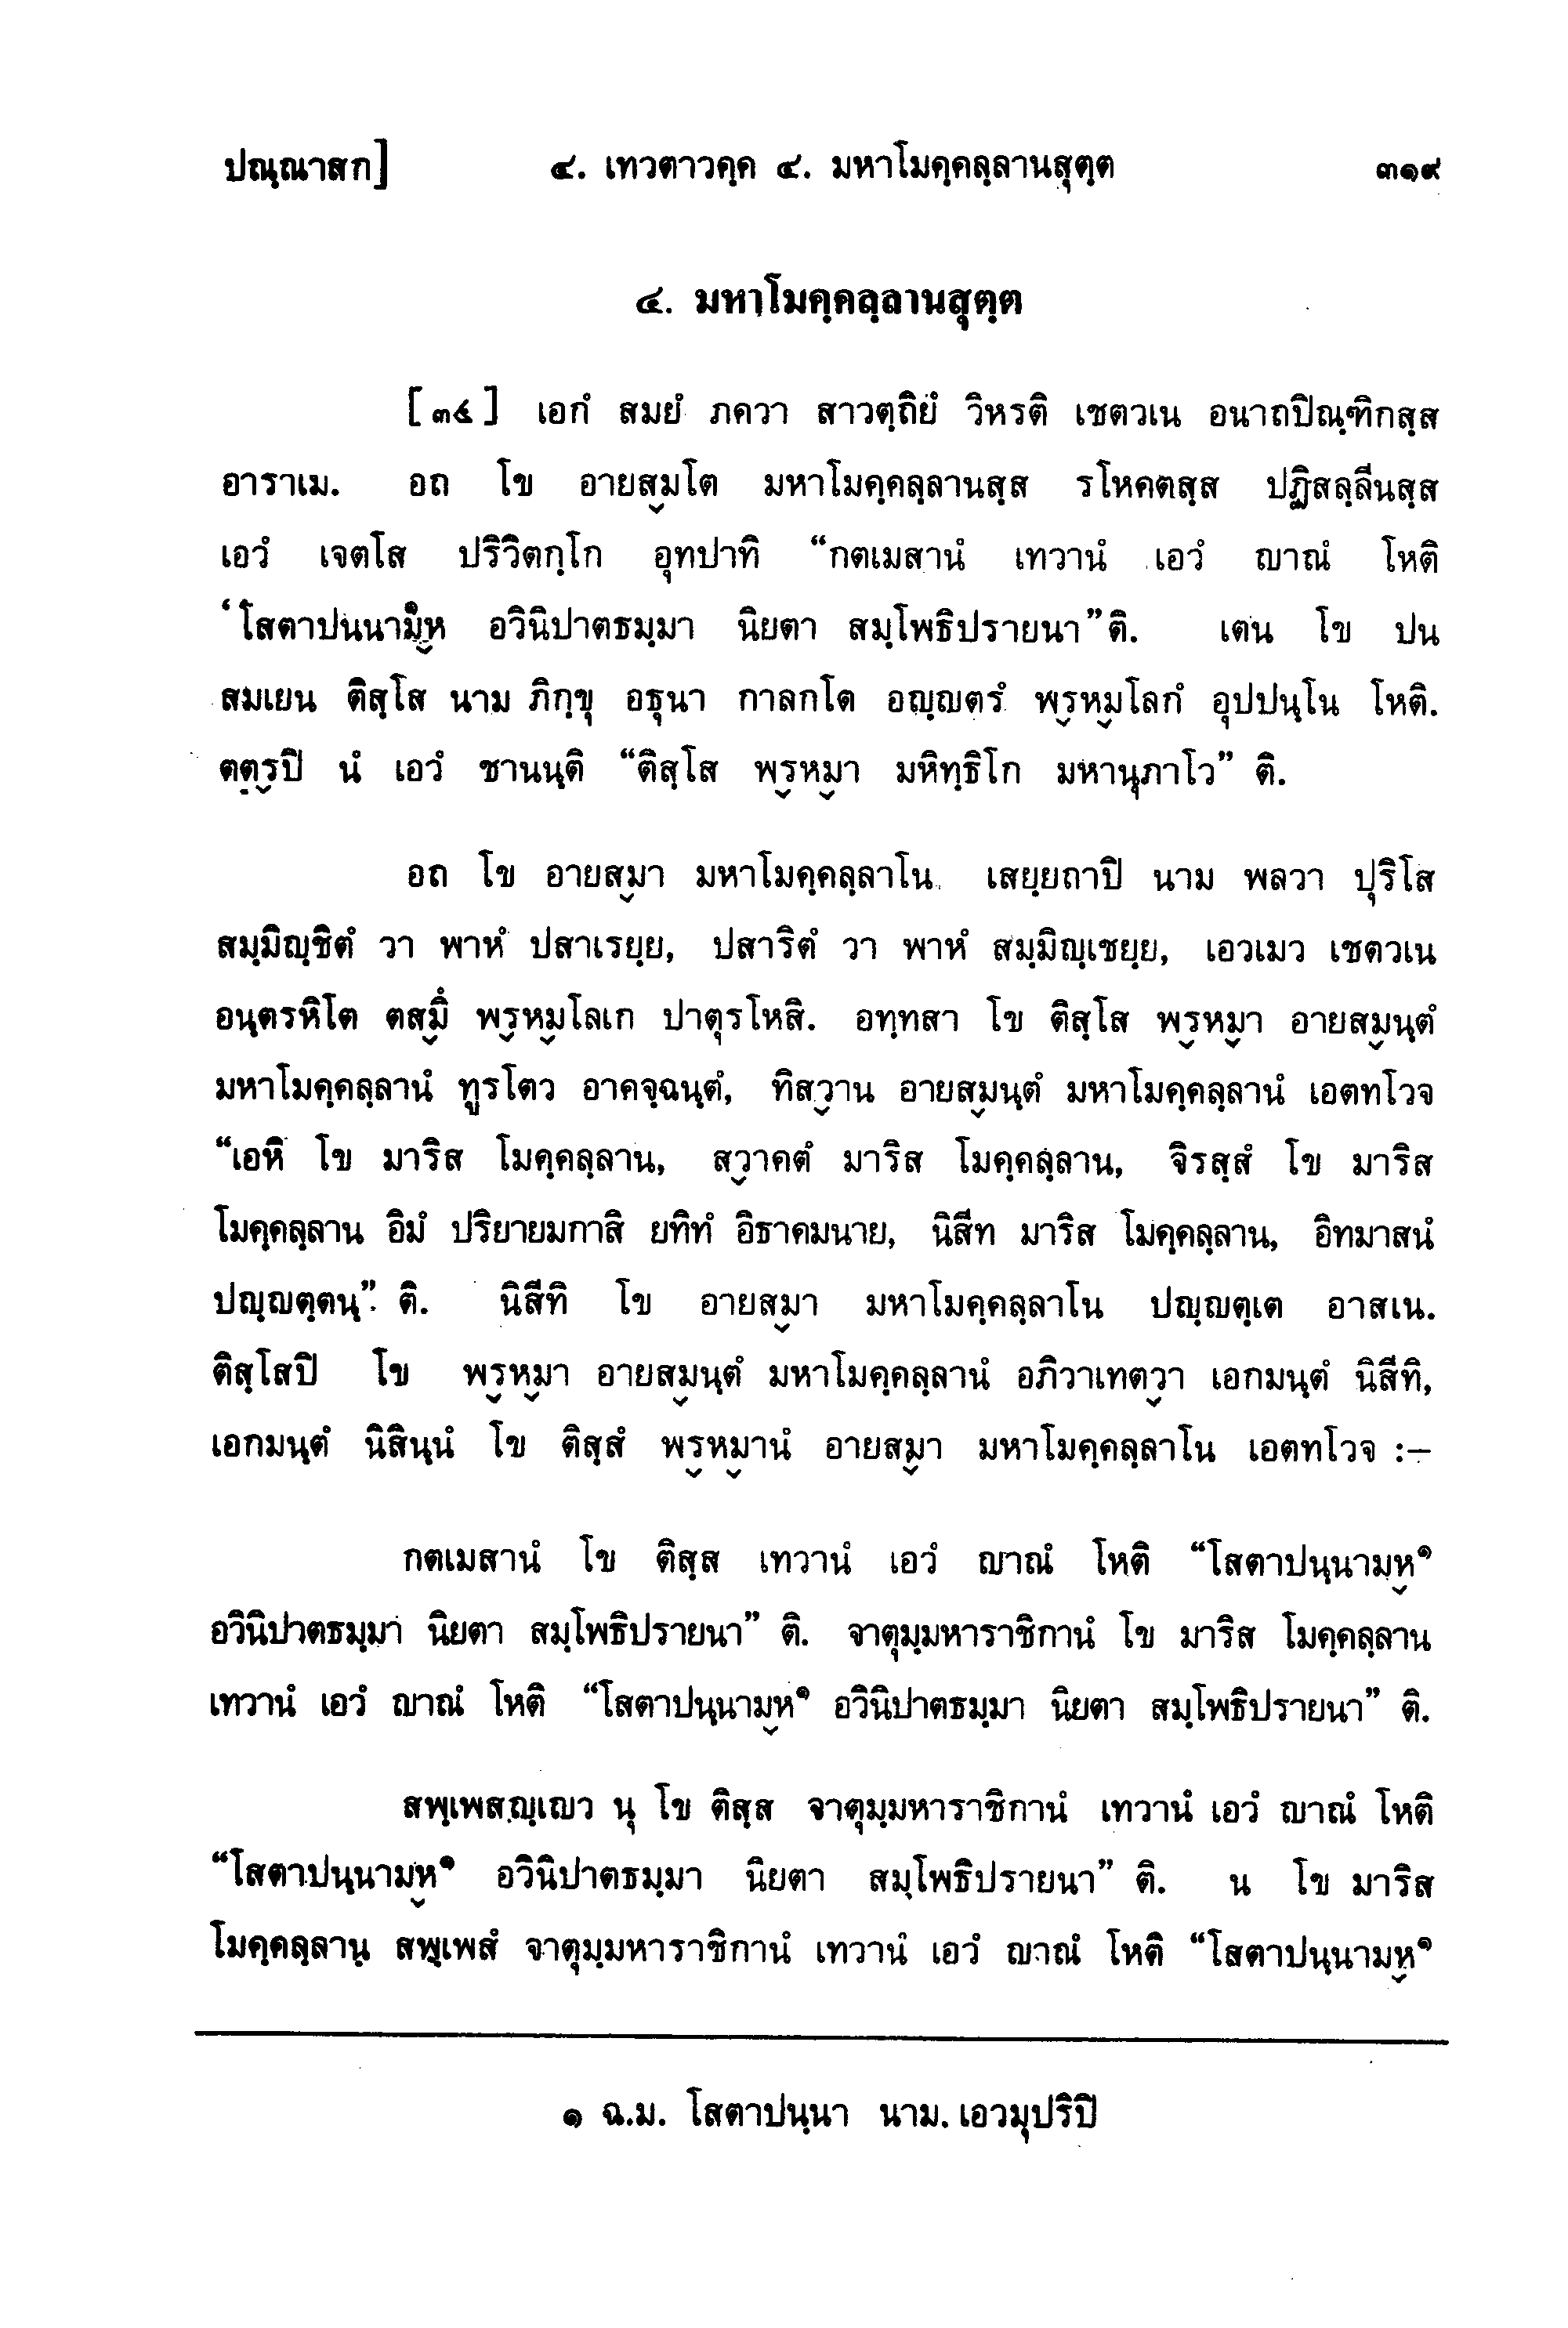 ปณฺณาสก] ๔. เทวตาวคฺค ๔. มหาโมคฺคลฺลานสุตฺต ๓๑๙
๔. มหาโมคฺคลฺลานสุตฺต
[๓๔] เอกํ สมยํ ภควา สาวตฺถิยํ วิหรติ เชตวเน อนาถปิณฺฑิกสฺส
อาราเม. อถ โข อายสฺมโต มหาโมคฺคลฺลานสฺส รโหคตสฺส ปฏิสลฺลีนสฺส
เอวํ เจตโส ปริวิตกฺโก อุทปาทิ “กตเมสานํ เทวานํ เอวํ ญาณํ โหติ
‘โสตาปนนามฺหิ อวินิปาตธมฺมา นิยตา สมฺโพธิปรายนา”ติ. เตน โข ปน
สมเยน ติสฺโส นาม ภิกฺขุ อธุนา กาลกโต อญฺญตรํ พฺรหฺมโลกํ อุปปนฺโน โหติ.
ตตฺรปิ นํ เอวํ ชานนฺติ “ติสฺโส พฺรหฺมา มหิทฺธิโก มหานุภาโว” ติ.
อถ โข อายสฺมา มหาโมคฺคลฺลาโน เสยฺยถาปิ นาม พลวา ปุริโส
สมฺมิญฺชิตํ วา พาหํ ปสาเรยฺย, ปสาริตํ วา พาหํ สมฺมิญฺเชยฺย, เอวเมว เชตวเน
อนฺตรหิโต ตสฺมึ พฺรหฺมโลเก ปาตุรโหสิ. อทฺทสา โข ติสฺโส พฺรหฺมา อายสฺมนฺตํ
มหาโมคฺคลฺลานํ ทูรโตว อาคจฺฉนฺตํ, ทิสฺวาน อายสฺมนฺตํ มหาโมคฺคลฺลานํ เอตทโวจ
“เอหิ โข มาริส โมคฺคลฺลาน, สฺวาคตํ มาริส โมคฺคลฺลาน, จิรสฺสํ โข มาริส
โมคฺคลฺลาน อิมํ ปริยายมกาสิ ยทิทํ อิธาคมนาย, นิสีท มาริส โมคฺคลฺลาน, อิทมาสนํ
ปญฺญตฺตนฺ” ติ. นิสีทิ โข อายสฺมา มหาโมคฺคลฺลาโน ปญฺญตฺเต อาสเน.
ติสฺโสปิ โข พฺรหฺมา อายสฺมนฺตํ มหาโมคฺคลฺลานํ อภิวาเทตฺวา เอกมนฺตํ นิสีทิ,
เอกมนฺตํ นิสินฺนํ โข ติสฺสํ พฺรหฺมานํ อายสฺมา มหาโมคฺคลฺลาโน เอตทโวจ :–
กตเมสานํ โข ติสฺส เทวานํ เอวํ ญาณํ โหติ “โสตาปนฺนามฺห๑
อวินิปาตธมฺมา นิยตา สมฺโพธิปรายนา” ติ. จาตุมฺมหาราชิกานํ โข มาริส โมคฺคลฺลาน
เทวานํ เอวํ ญาณํ โหติ “โสตาปนฺนามฺห๑ อวินิปาตธมฺมา นิยตา สมฺโพธิปรายนา” ติ.
สพฺเพสญฺเญว นุ โข ติสฺส จาตุมฺมหาราชิกานํ เทวานํ เอวํ ญาณํ โหติ
“โสตาปนฺนามฺห๑ อวินิปาตธมฺมา นิยตา สมฺโพธิปรายนา” ติ. น โข มาริส
โมคฺคลฺลานฺ สพฺเพสํ จาตุมฺมหาราชิกานํ เทวานํ เอวํ ญาณํ โหติ “โสตาปนฺนามฺห๑
๑ ฉ.ม. โสตาปนฺนา นาม. เอวมุปริปิ